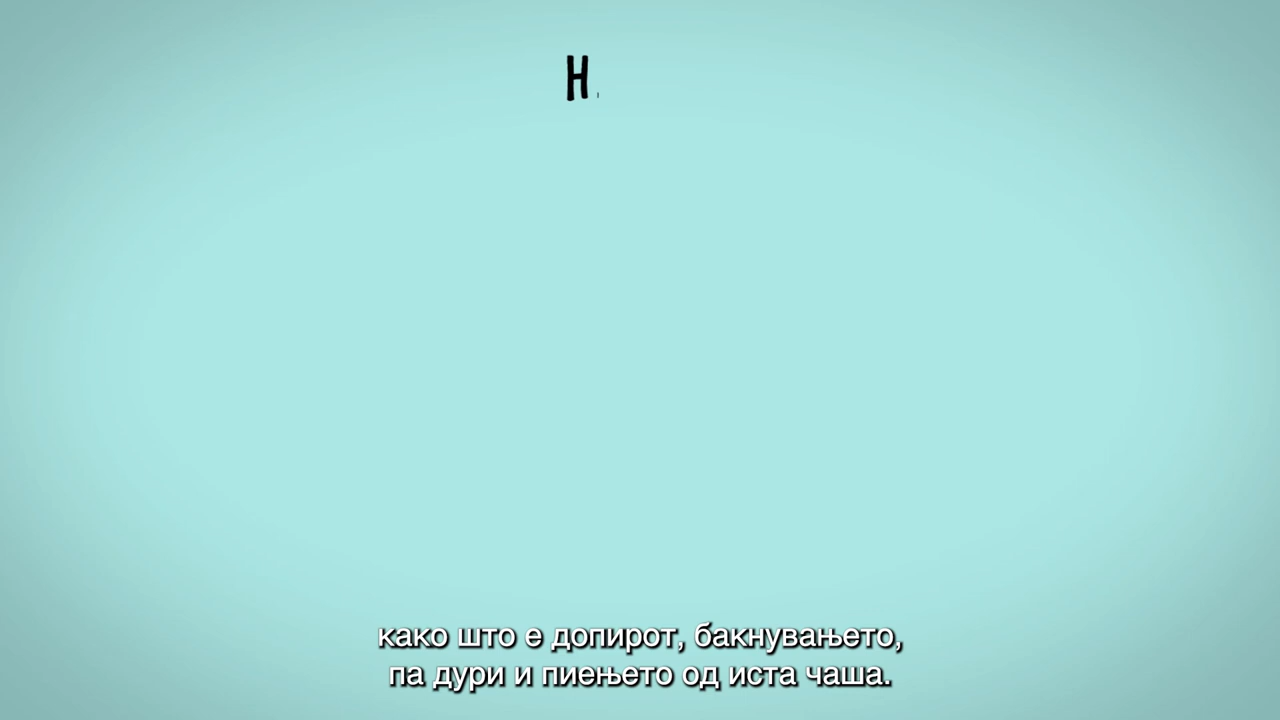 H
како што е допирот, бакнувањето,
па дури и пиењето од иста чаша.